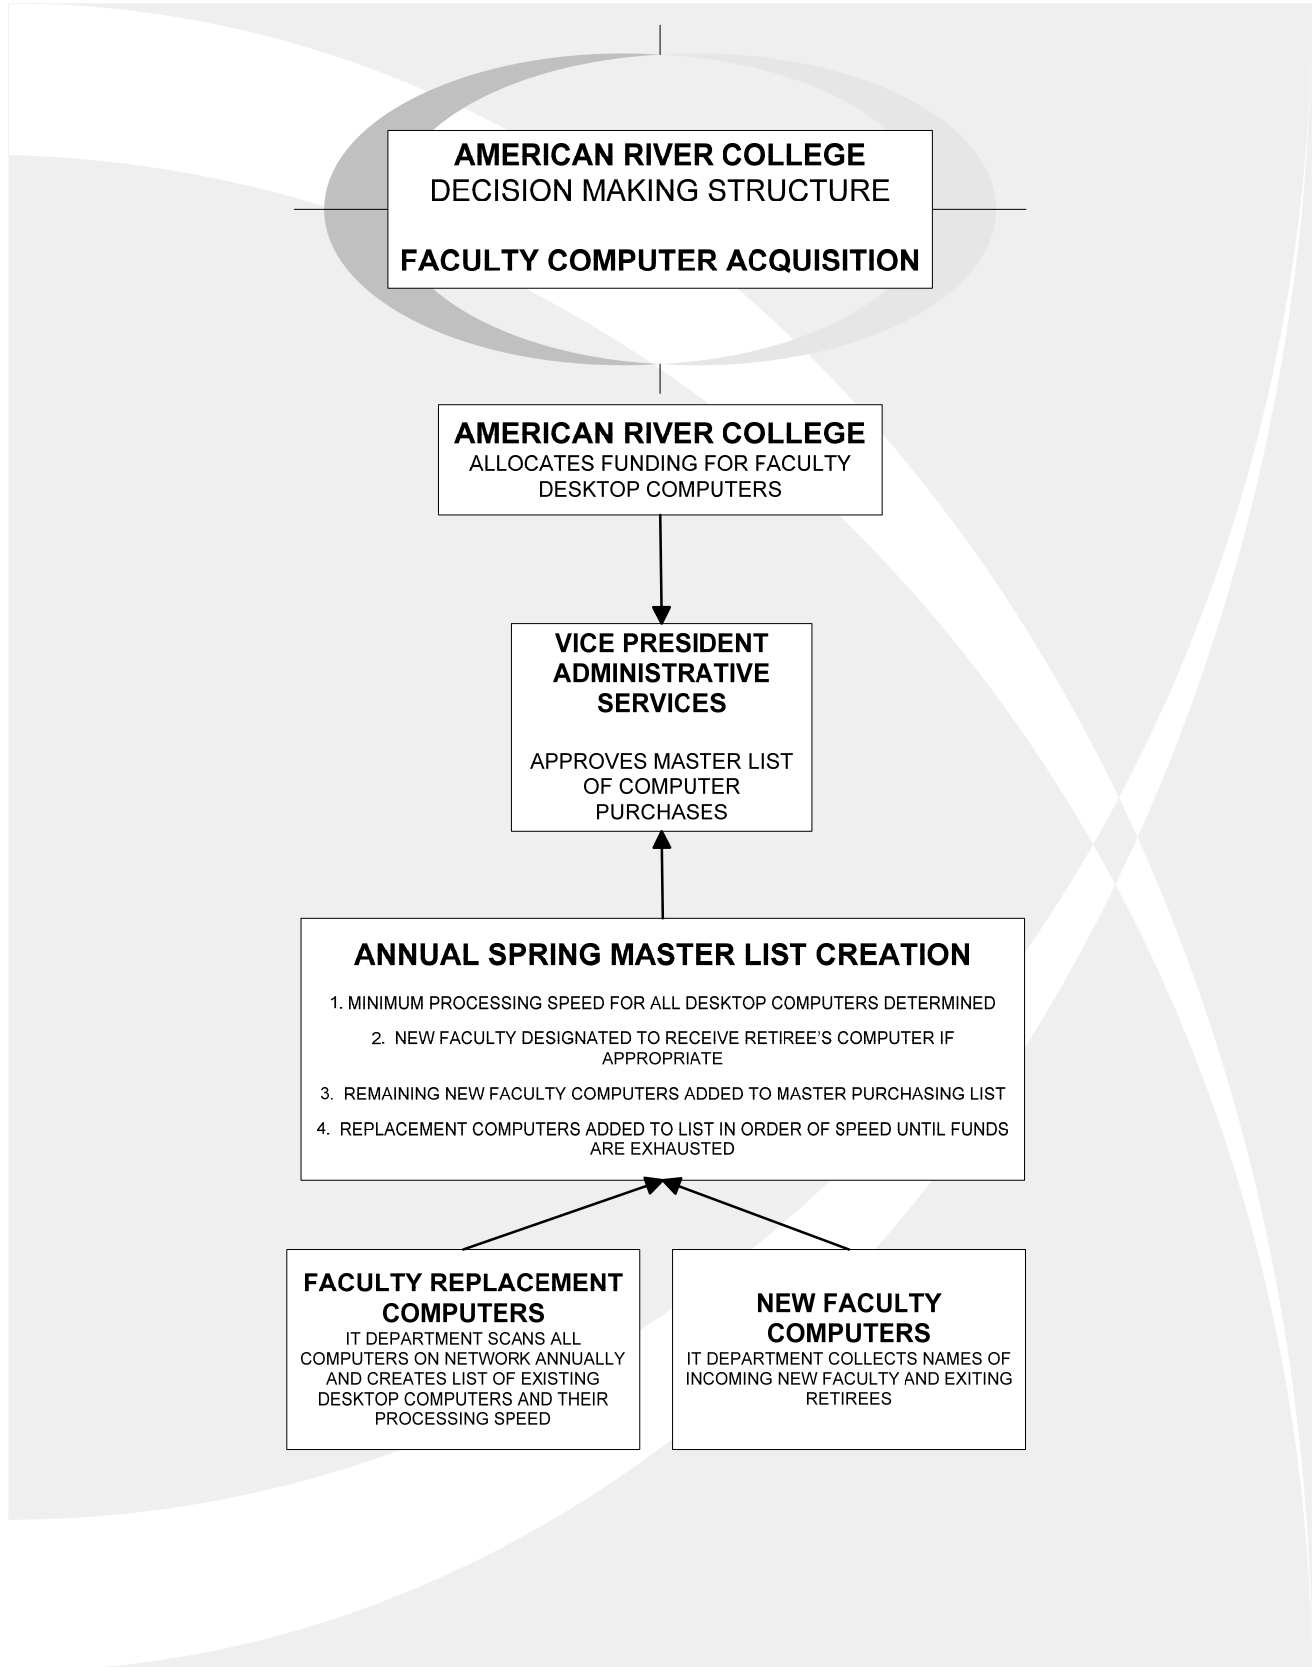 AMERICAN RIVER COLLEGE
DECISION MAKING STRUCTURE
FACULTY COMPUTER ACQUISITION
AMERICAN RIVER COLLEGE
ALLOCATES FUNDING FOR FACULTY
DESKTOP COMPUTERS
VICE PRESIDENT
ADMINISTRATIVE
SERVICES
APPROVES MASTER LIST
OF COMPUTER
PURCHASES
ANNUAL SPRING MASTER LIST CREATION
1. MINIMUM PROCESSING SPEED FOR ALL DESKTOP COMPUTERS DETERMINED
2. NEW FACULTY DESIGNATED TO RECEIVE RETIREE'S COMPUTER IF
APPROPRIATE
3. REMAINING NEW FACULTY COMPUTERS ADDED TO MASTER PURCHASING LIST
4. REPLACEMENT COMPUTERS ADDED TO LIST IN ORDER OF SPEED UNTIL FUNDS
ARE EXHAUSTED
FACULTY REPLACEMENT
COMPUTERS
IT DEPARTMENT SCANS ALL
COMPUTERS ON NETWORK ANNUALLY
AND CREATES LIST OF EXISTING
DESKTOP COMPUTERS AND THEIR
PROCESSING SPEED
NEW FACULTY
COMPUTERS
IT DEPARTMENT COLLECTS NAMES OF
INCOMING NEW FACULTY AND EXITING
RETIREES